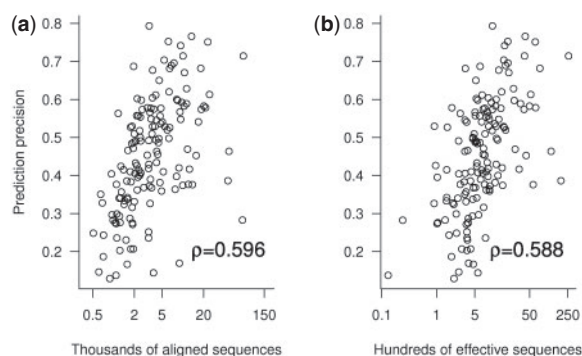 (a)
Prediction precision
0.8
0.7
0.6
0.5
0.4
0.3
0.2
ρ=0.596
0.5 2 5 20 150
Thousands of aligned sequences
(b)
0.8
0.7
0.6
0.5
0.4
0.3
0.2
ρ=0.588
0.1 1 5 50 250
Hundreds of effective sequences